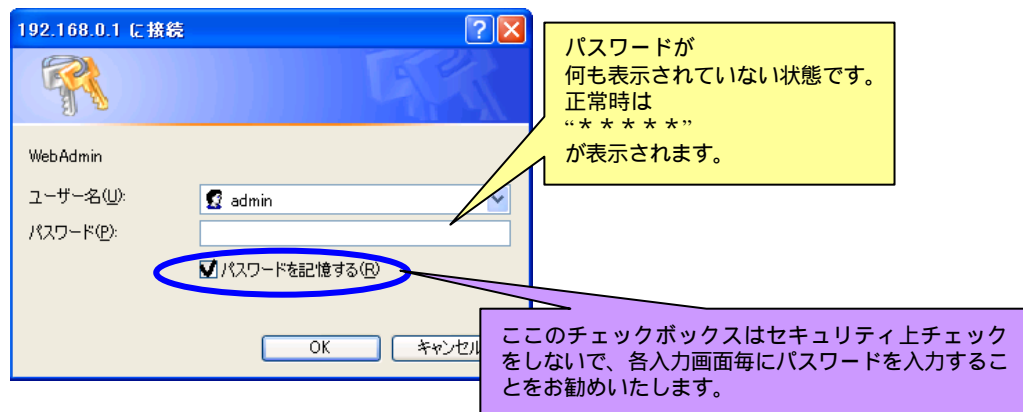 192.168.0.1 に接続
パスワードが
何も表示されていない状態です。
正常時は
“＊＊＊＊＊”
が表示されます。
WebAdmin
ユーザー名(U):
admin
パスワード(P):
パスワードを記憶する(R)
OK
キャンセル
ここのチェックボックスはセキュリティ上チェック
をしないで、各入力画面毎にパスワードを入力するこ
とをお勧めいたします。